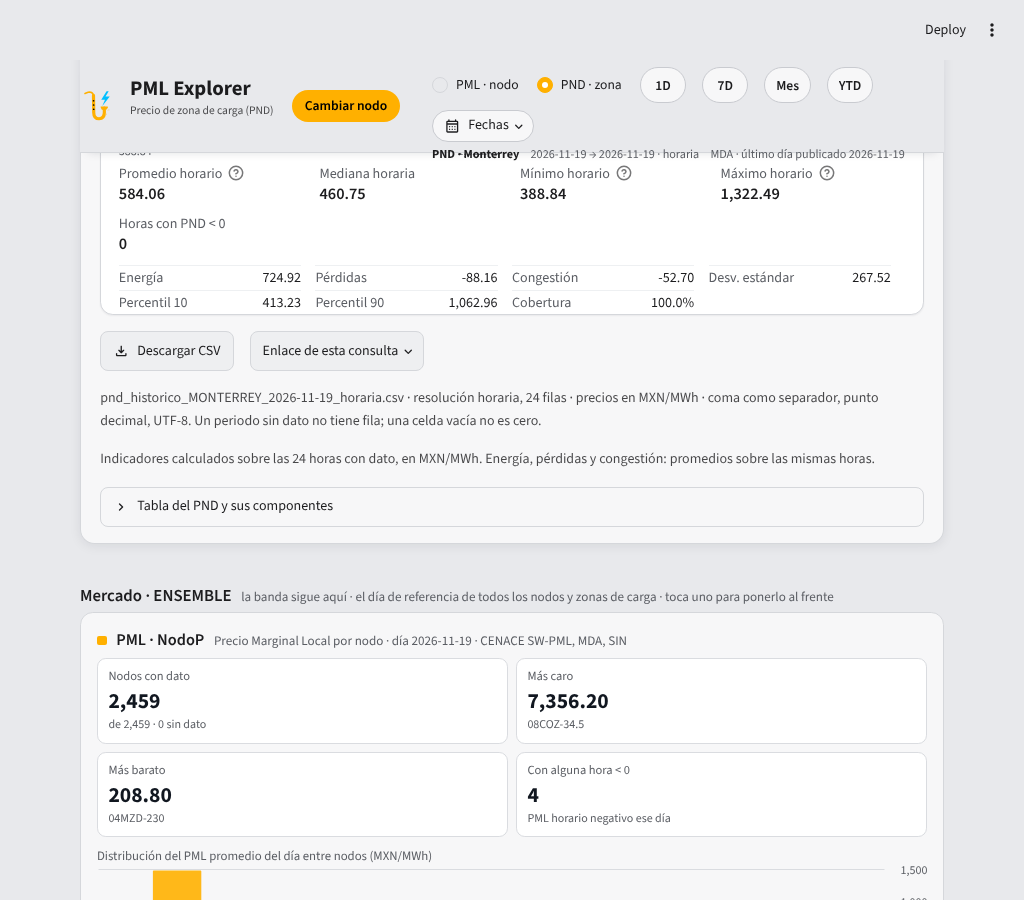 Deploy
PML Explorer
Precio de zona de carga (PND)
Cambiar nodo
PML · nodo
PND · zona
1D
7D
Mes
YTD
Fechas
PND · Monterrey 2026-11-19 → 2026-11-19 · horaria MDA · último día publicado 2026-11-19
Promedio horario
584.06
Mediana horaria
460.75
Mínimo horario
388.84
Máximo horario
1,322.49
Horas con PND < 0
0
Energía 724.92
Pérdidas -88.16
Congestión -52.70
Desv. estándar 267.52
Percentil 10 413.23
Percentil 90 1,062.96
Cobertura 100.0%
Descargar CSV
Enlace de esta consulta
pnd_historico_MONTERREY_2026-11-19_horaria.csv · resolución horaria, 24 filas · precios en MXN/MWh · coma como separador, punto
decimal, UTF-8. Un periodo sin dato no tiene fila; una celda vacía no es cero.
Indicadores calculados sobre las 24 horas con dato, en MXN/MWh. Energía, pérdidas y congestión: promedios sobre las mismas horas.
Tabla del PND y sus componentes
Mercado · ENSEMBLE la banda sigue aquí · el día de referencia de todos los nodos y zonas de carga · toca uno para ponerlo al frente
PML · NodoP Precio Marginal Local por nodo · día 2026-11-19 · CENACE SW-PML, MDA, SIN
Nodos con dato
2,459
de 2,459 · 0 sin dato
Más caro
7,356.20
08COZ-34.5
Más barato
208.80
04MZD-230
Con alguna hora < 0
4
PML horario negativo ese día
Distribución del PML promedio del día entre nodos (MXN/MWh)
1,500